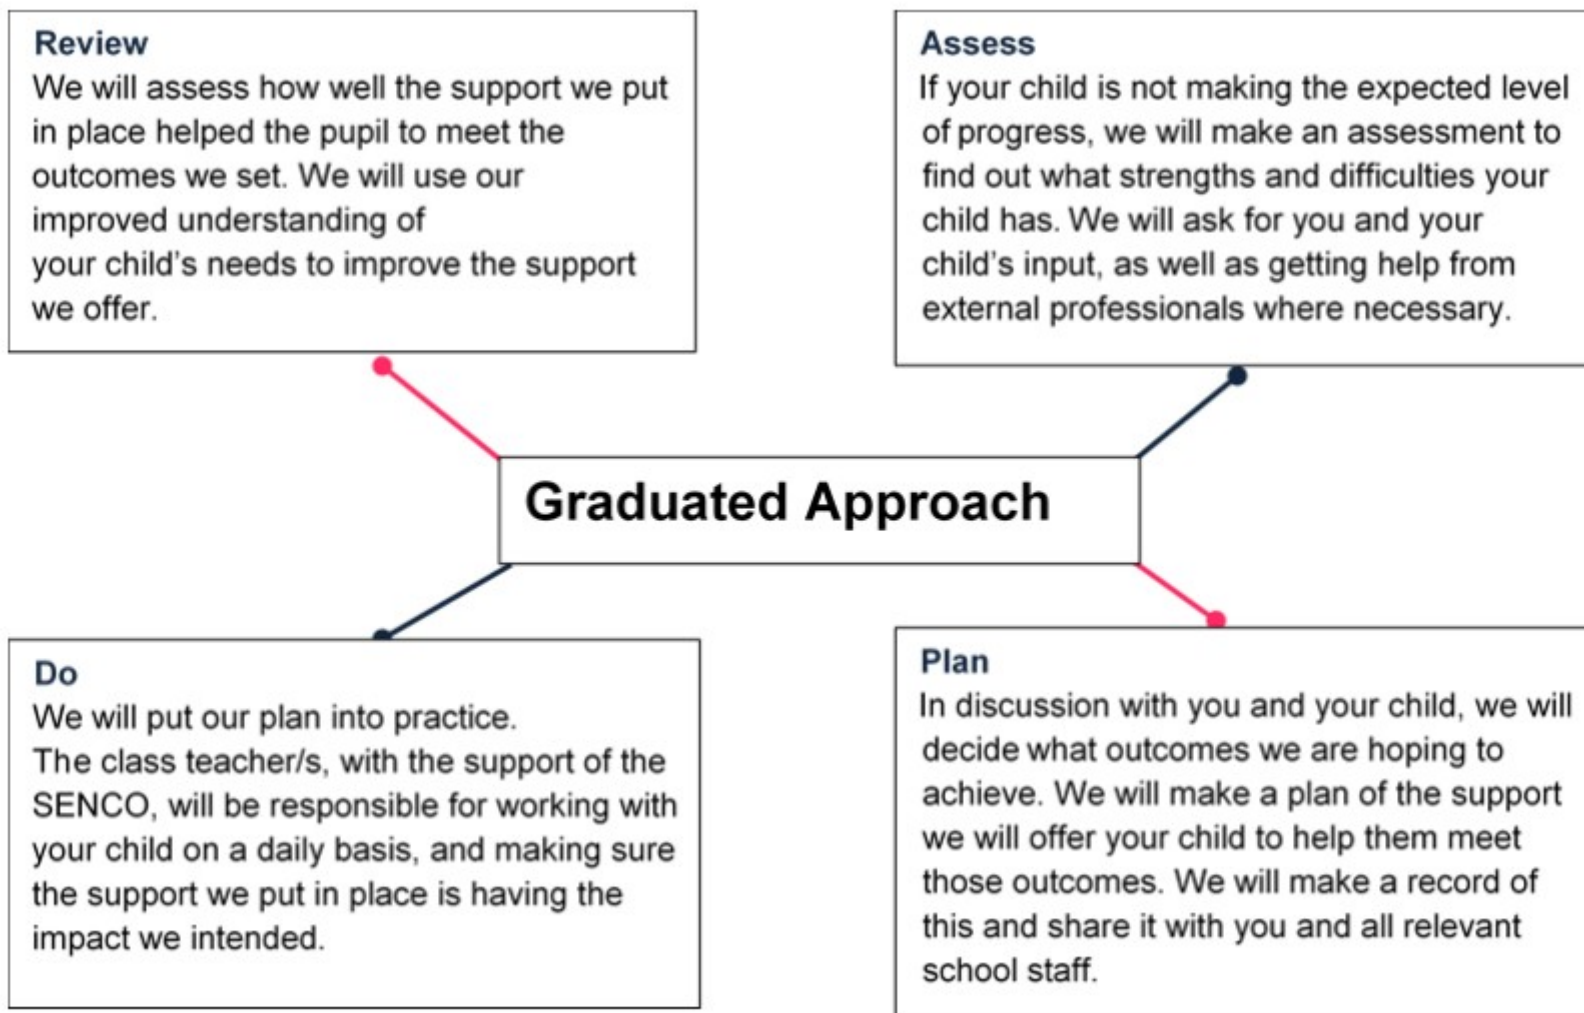 Review
We will assess how well the support we put
in place helped the pupil to meet the
outcomes we set. We will use our
improved understanding of
your child's needs to improve the support
we offer.
Assess
If your child is not making the expected level
of progress, we will make an assessment to
find out what strengths and difficulties your
child has. We will ask for you and your
child's input, as well as getting help from
external professionals where necessary.
Graduated Approach
Do
We will put our plan into practice.
The class teacher/s, with the support of the
SENCO, will be responsible for working with
your child on a daily basis, and making sure
the support we put in place is having the
impact we intended.
Plan
In discussion with you and your child, we will
decide what outcomes we are hoping to
achieve. We will make a plan of the support
we will offer your child to help them meet
those outcomes. We will make a record of
this and share it with you and all relevant
school staff.